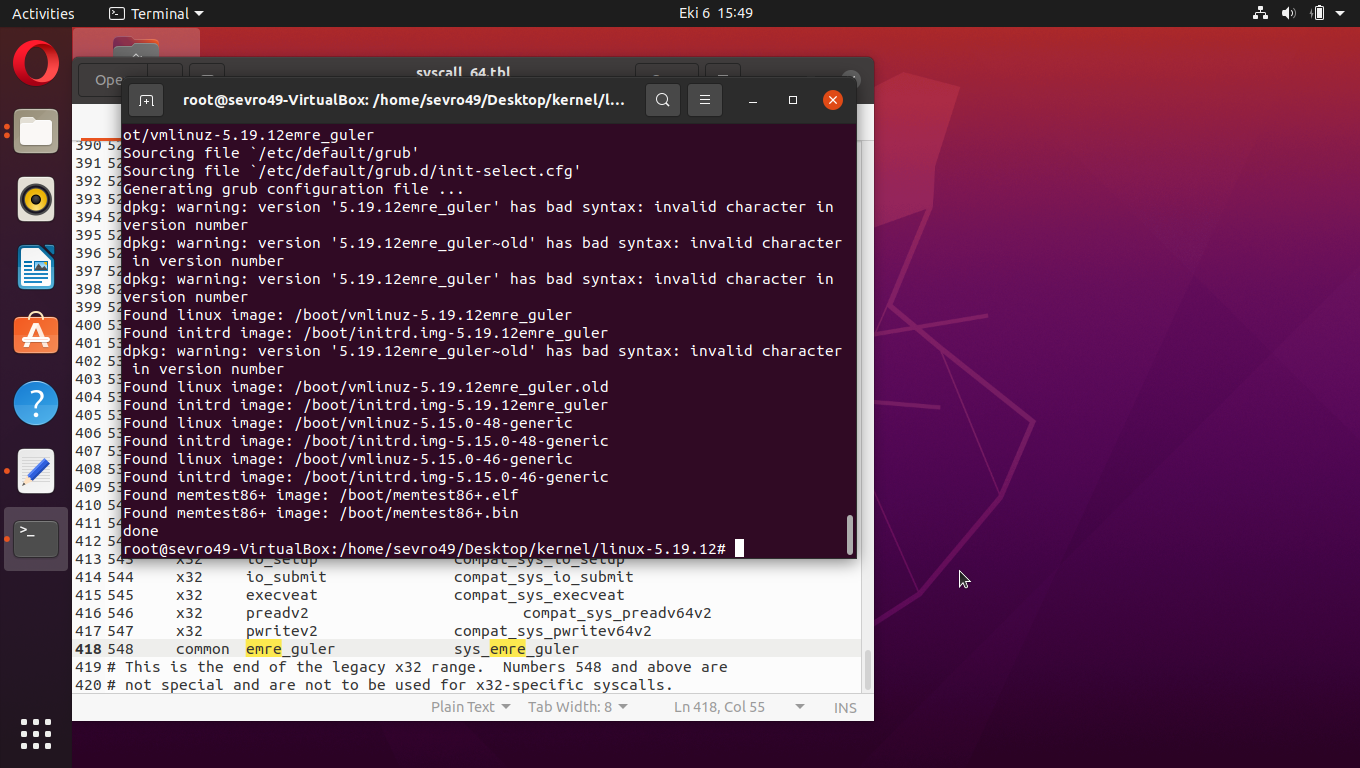 Activities Terminal Eki 6 15:49
Ope
syscall_64.tbl
root@sevro49-VirtualBox: /home/sevro49/Desktop/kernel/l...
ot/vmlinuz-5.19.12emre_guler
Sourcing file `/etc/default/grub'
Sourcing file `/etc/default/grub.d/init-select.cfg'
Generating grub configuration file ...
dpkg: warning: version '5.19.12emre_guler' has bad syntax: invalid character in
version number
dpkg: warning: version '5.19.12emre_guler~old' has bad syntax: invalid character
in version number
dpkg: warning: version '5.19.12emre_guler' has bad syntax: invalid character in
version number
Found linux image: /boot/vmlinuz-5.19.12emre_guler
Found initrd image: /boot/initrd.img-5.19.12emre_guler
dpkg: warning: version '5.19.12emre_guler~old' has bad syntax: invalid character
in version number
Found linux image: /boot/vmlinuz-5.19.12emre_guler.old
Found initrd image: /boot/initrd.img-5.19.12emre_guler
Found linux image: /boot/vmlinuz-5.15.0-48-generic
Found initrd image: /boot/initrd.img-5.15.0-48-generic
Found linux image: /boot/vmlinuz-5.15.0-46-generic
Found initrd image: /boot/initrd.img-5.15.0-46-generic
Found memtest86+ image: /boot/memtest86+.elf
Found memtest86+ image: /boot/memtest86+.bin
done
root@sevro49-VirtualBox:/home/sevro49/Desktop/kernel/linux-5.19.12#
390 52
391 52
392 52
393 52
394 52
395 52
396 52
397 52
398 52
399 52
400 53
401 53
402 53
403 53
404 53
405 53
406 53
407 53
408 53
409 53
410 54
411 54
412 54
413 543 x32 io_setup compat_sys_io_setup
414 544 x32 io_submit compat_sys_io_submit
415 545 x32 execveat compat_sys_execveat
416 546 x32 preadv2 compat_sys_preadv64v2
417 547 x32 pwritev2 compat_sys_pwritev64v2
418 548 common emre_guler sys_emre_guler
419 # This is the end of the legacy x32 range. Numbers 548 and above are
420 # not special and are not to be used for x32-specific syscalls.
Plain Text Tab Width: 8 Ln 418, Col 55 INS